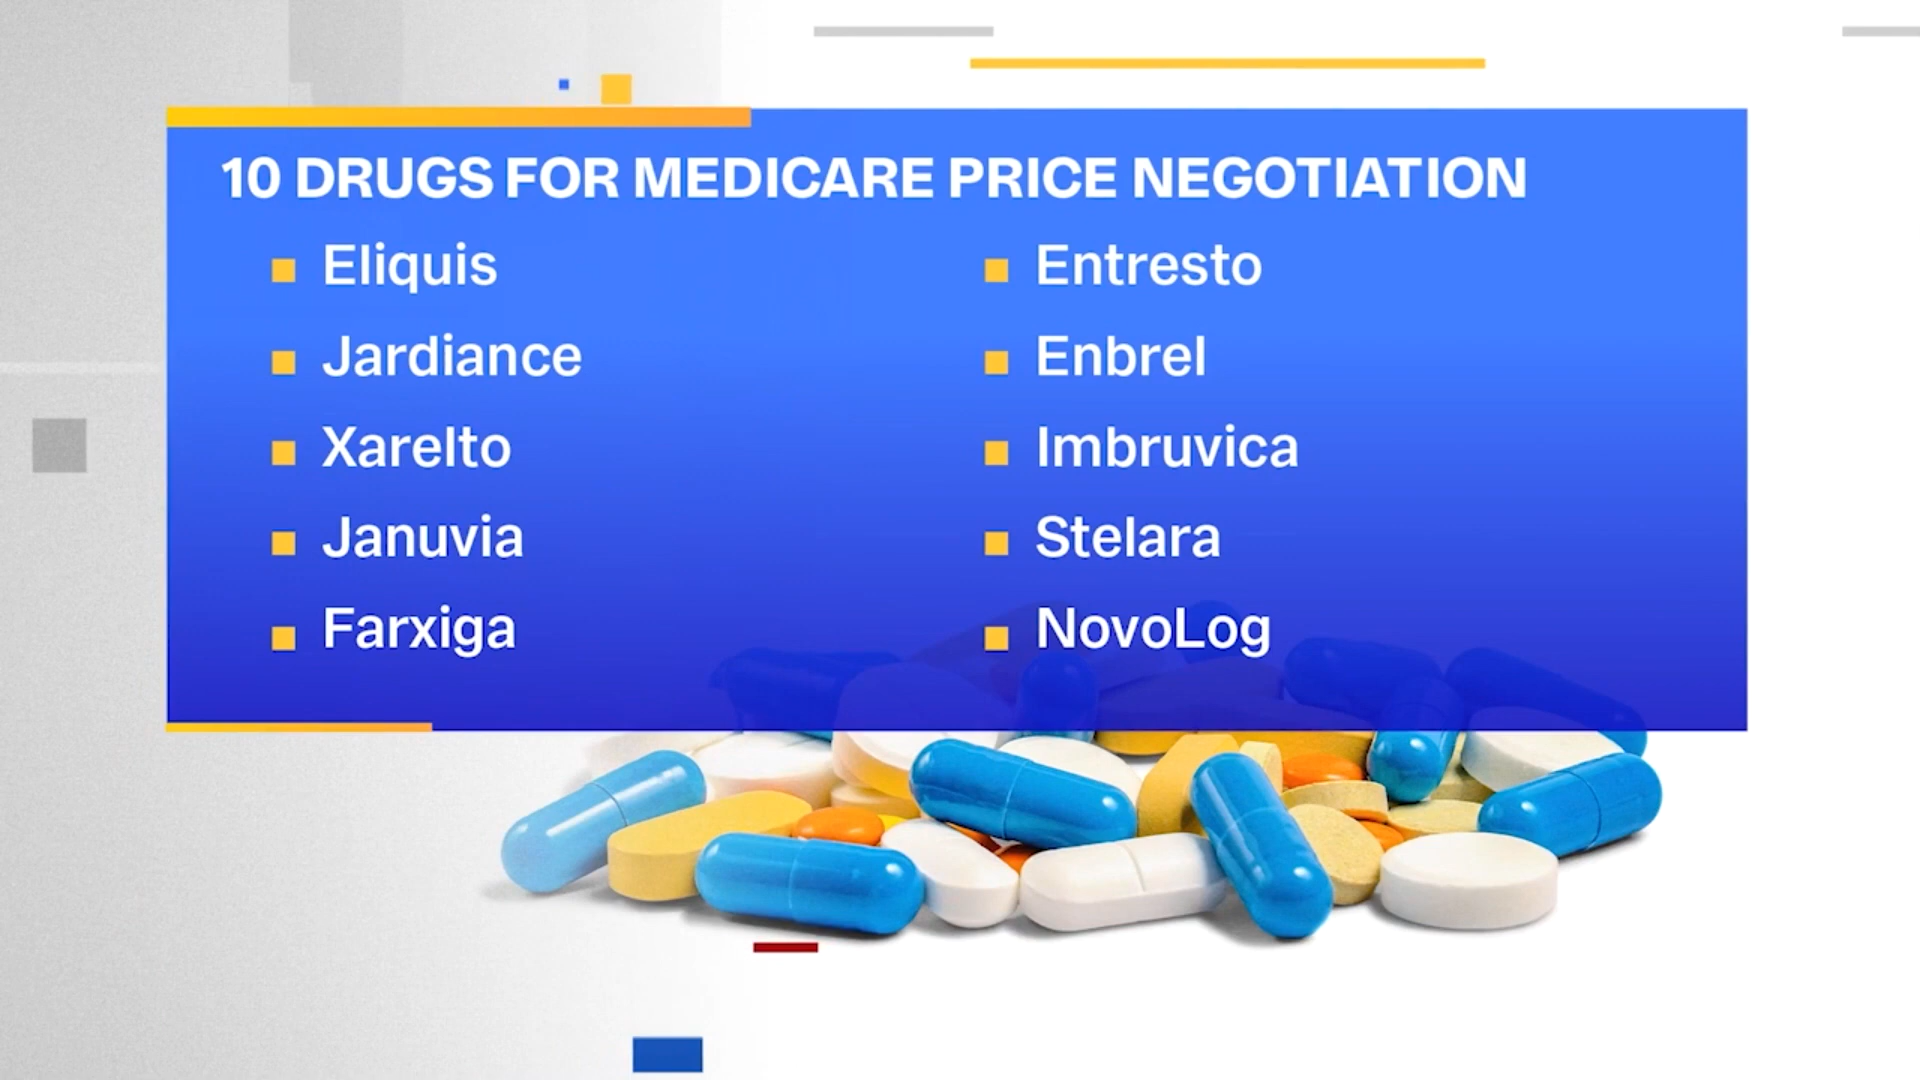 10 DRUGS FOR MEDICARE PRICE NEGOTIATION
Eliquis
Jardiance
Xarelto
Januvia
Farxiga
Entresto
Enbrel
Imbruvica
Stelara
NovoLog